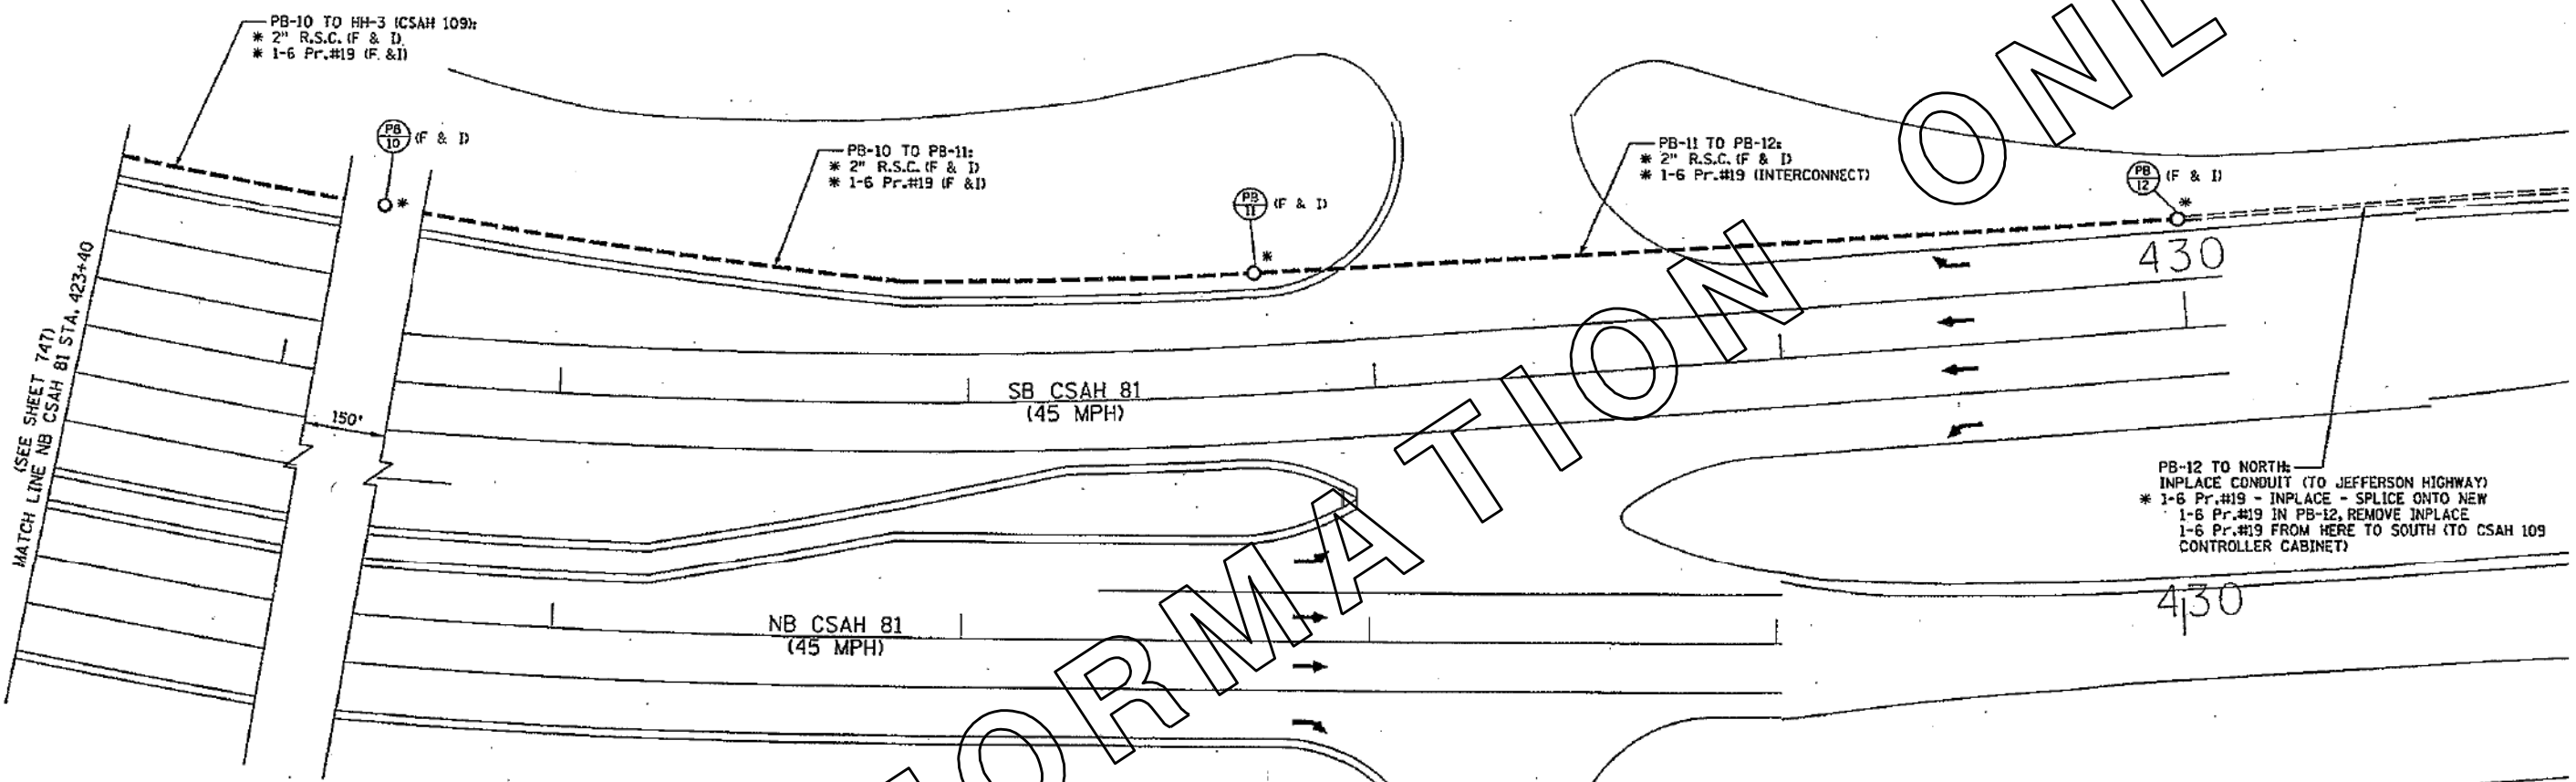 PB-10 TO HH-3 (CSAH 109):
* 2" R.S.C. (F & I)
* 1-6 Pr.#19 (F. &I)
PB
10
(F & I)
*
PB-10 TO PB-11:
* 2" R.S.C. (F & I)
* 1-6 Pr.#19 (F &I)
PB
11
(F & I)
*
PB-11 TO PB-12:
* 2" R.S.C. (F & I)
* 1-6 Pr.#19 (INTERCONNECT)
PB
12
(F & I)
*
430
(SEE SHEET 747)
MATCH LINE NB CSAH 81 STA. 423+40
150'
SB CSAH 81
(45 MPH)
PB-12 TO NORTH:
INPLACE CONDUIT (TO JEFFERSON HIGHWAY)
* 1-6 Pr.#19 - INPLACE - SPLICE ONTO NEW
1-6 Pr.#19 IN PB-12, REMOVE INPLACE
1-6 Pr.#19 FROM HERE TO SOUTH (TO CSAH 109
CONTROLLER CABINET)
430
NB CSAH 81
(45 MPH)
ORMATION ONL